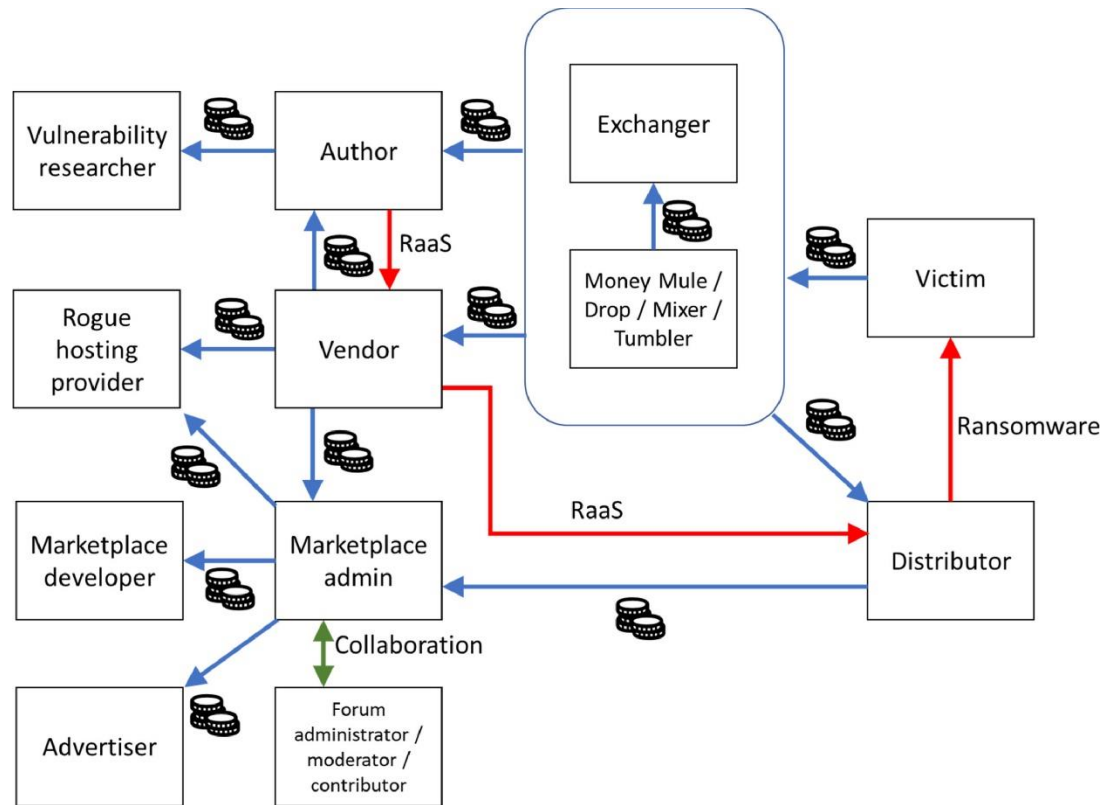 Vulnerability
researcher
Author
Exchanger
RaaS
Money Mule /
Drop / Mixer /
Tumbler
Victim
Rogue
hosting
provider
Vendor
Ransomware
RaaS
Marketplace
developer
Marketplace
admin
Distributor
Collaboration
Advertiser
Forum
administrator /
moderator /
contributor